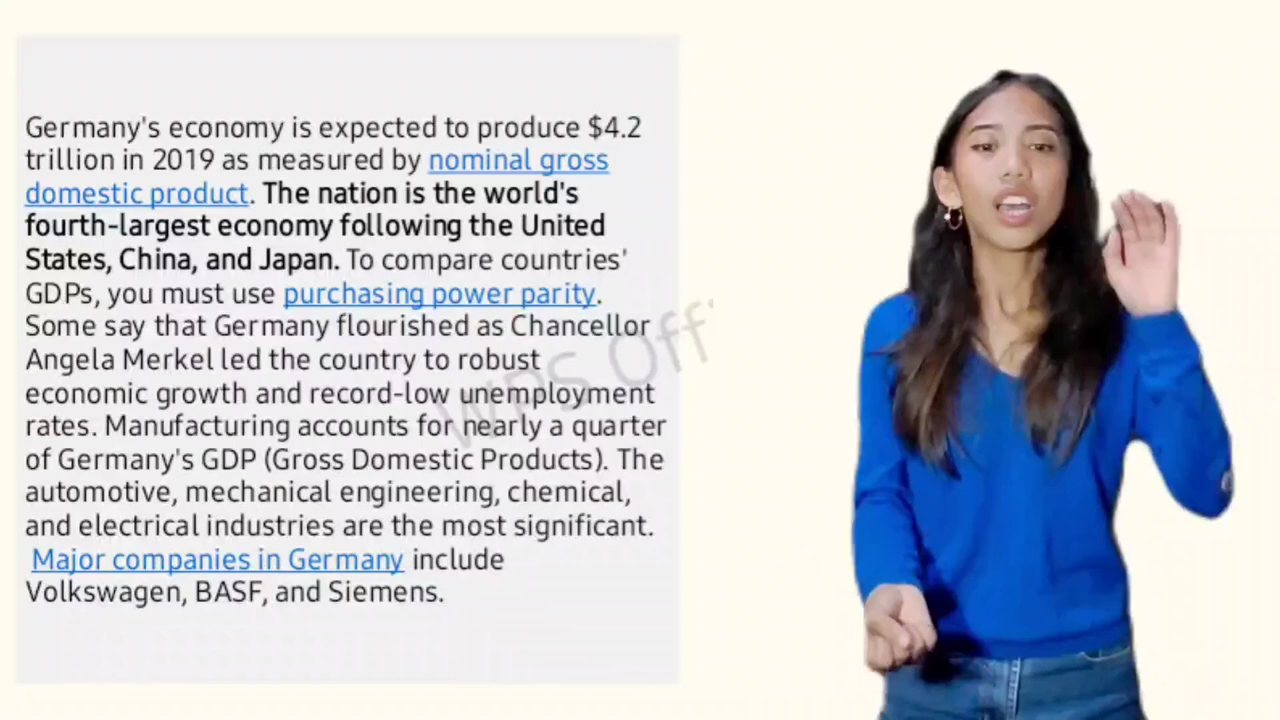 Germany's economy is expected to produce $4.2
trillion in 2019 as measured by nominal gross
domestic product. The nation is the world's
fourth-largest economy following the United
States, China, and Japan. To compare countries'
GDPs, you must use purchasing power parity.
Some say that Germany flourished as Chancellor
Angela Merkel led the country to robust
economic growth and record-low unemployment
rates. Manufacturing accounts for nearly a quarter
of Germany's GDP (Gross Domestic Products). The
automotive, mechanical engineering, chemical,
and electrical industries are the most significant.
Major companies in Germany include
Volkswagen, BASF, and Siemens.
WPS Off